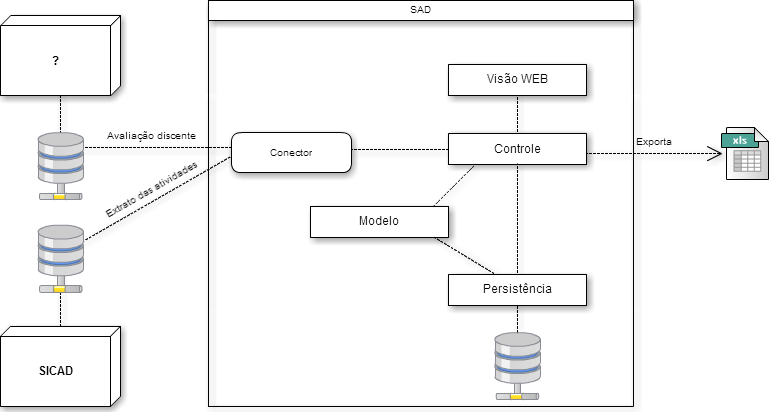 SAD
?
Visão WEB
Avaliação discente
Conector
Controle
Exporta
xls
Extrato das atividades
Modelo
Persistência
SICAD